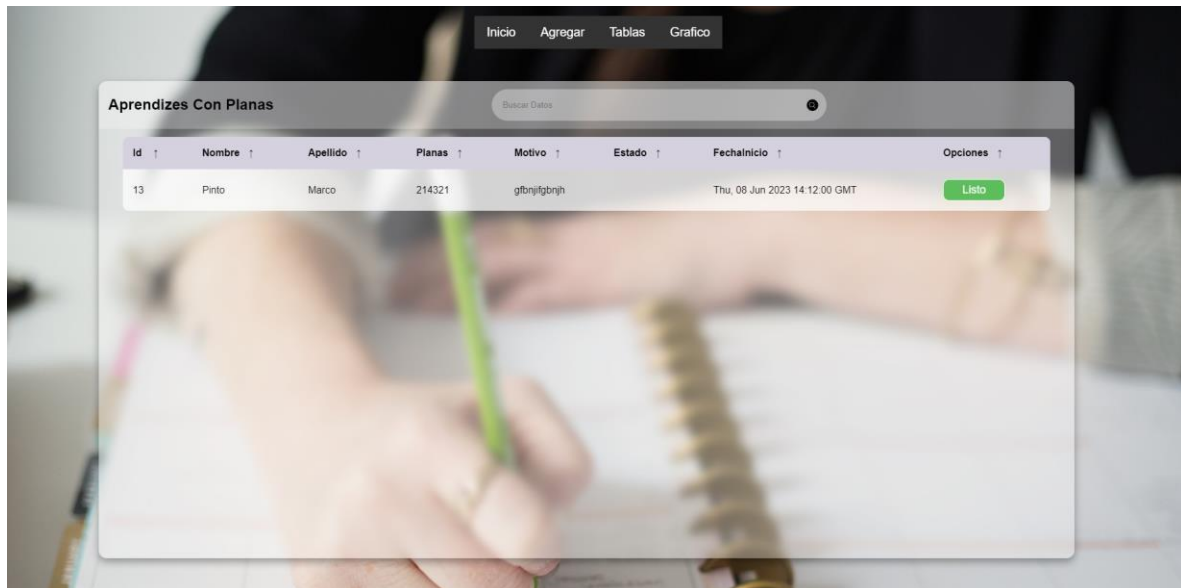 Inicio Agregar Tablas Grafico
Aprendizes Con Planas
Buscar Datos
Id ↑ Nombre ↑ Apellido ↑ Planas ↑ Motivo ↑ Estado ↑ FechaInicio ↑ Opciones ↑
13 Pinto Marco 214321 gfbnjifgbnjh Thu, 08 Jun 2023 14:12:00 GMT Listo